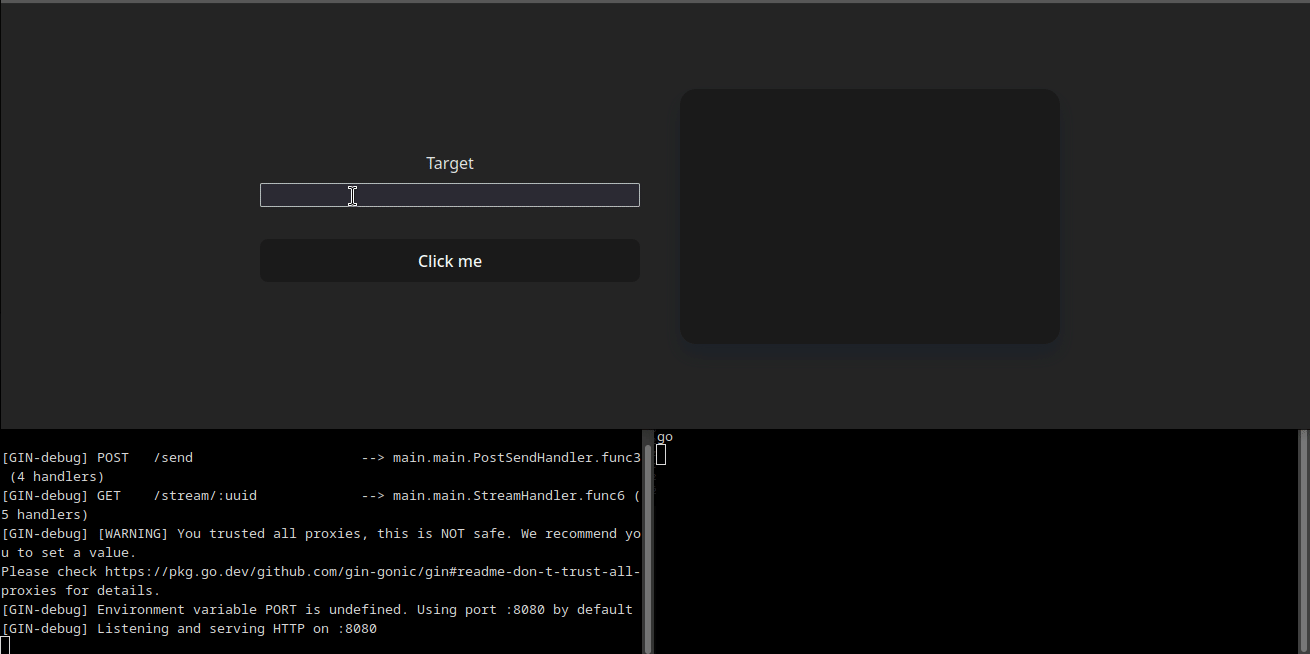 Target
Click me
[GIN-debug] POST   /send                     --> main.main.PostSendHandler.func3
 (4 handlers)
[GIN-debug] GET    /stream/:uuid             --> main.main.StreamHandler.func6 (
5 handlers)
[GIN-debug] [WARNING] You trusted all proxies, this is NOT safe. We recommend yo
u to set a value.
Please check https://pkg.go.dev/github.com/gin-gonic/gin#readme-don-t-trust-all-
proxies for details.
[GIN-debug] Environment variable PORT is undefined. Using port :8080 by default
[GIN-debug] Listening and serving HTTP on :8080
go